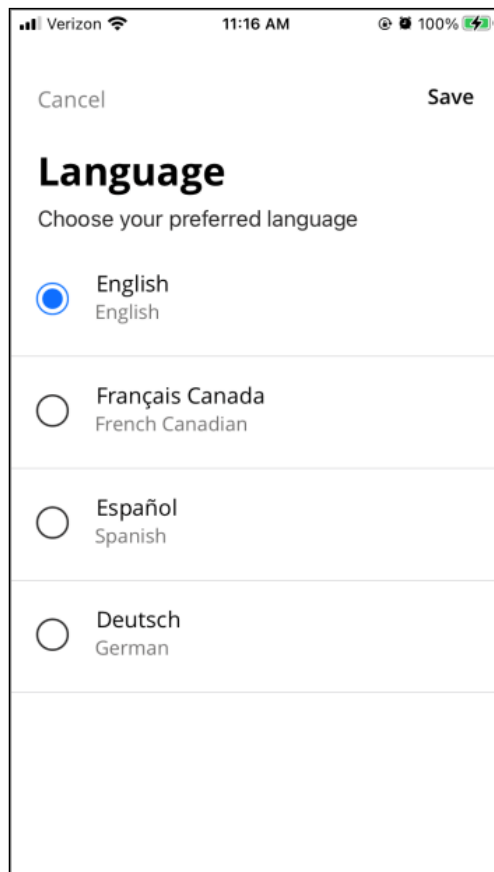 Verizon 11:16 AM 100%
Cancel Save
Language
Choose your preferred language
English
English
Français Canada
French Canadian
Español
Spanish
Deutsch
German